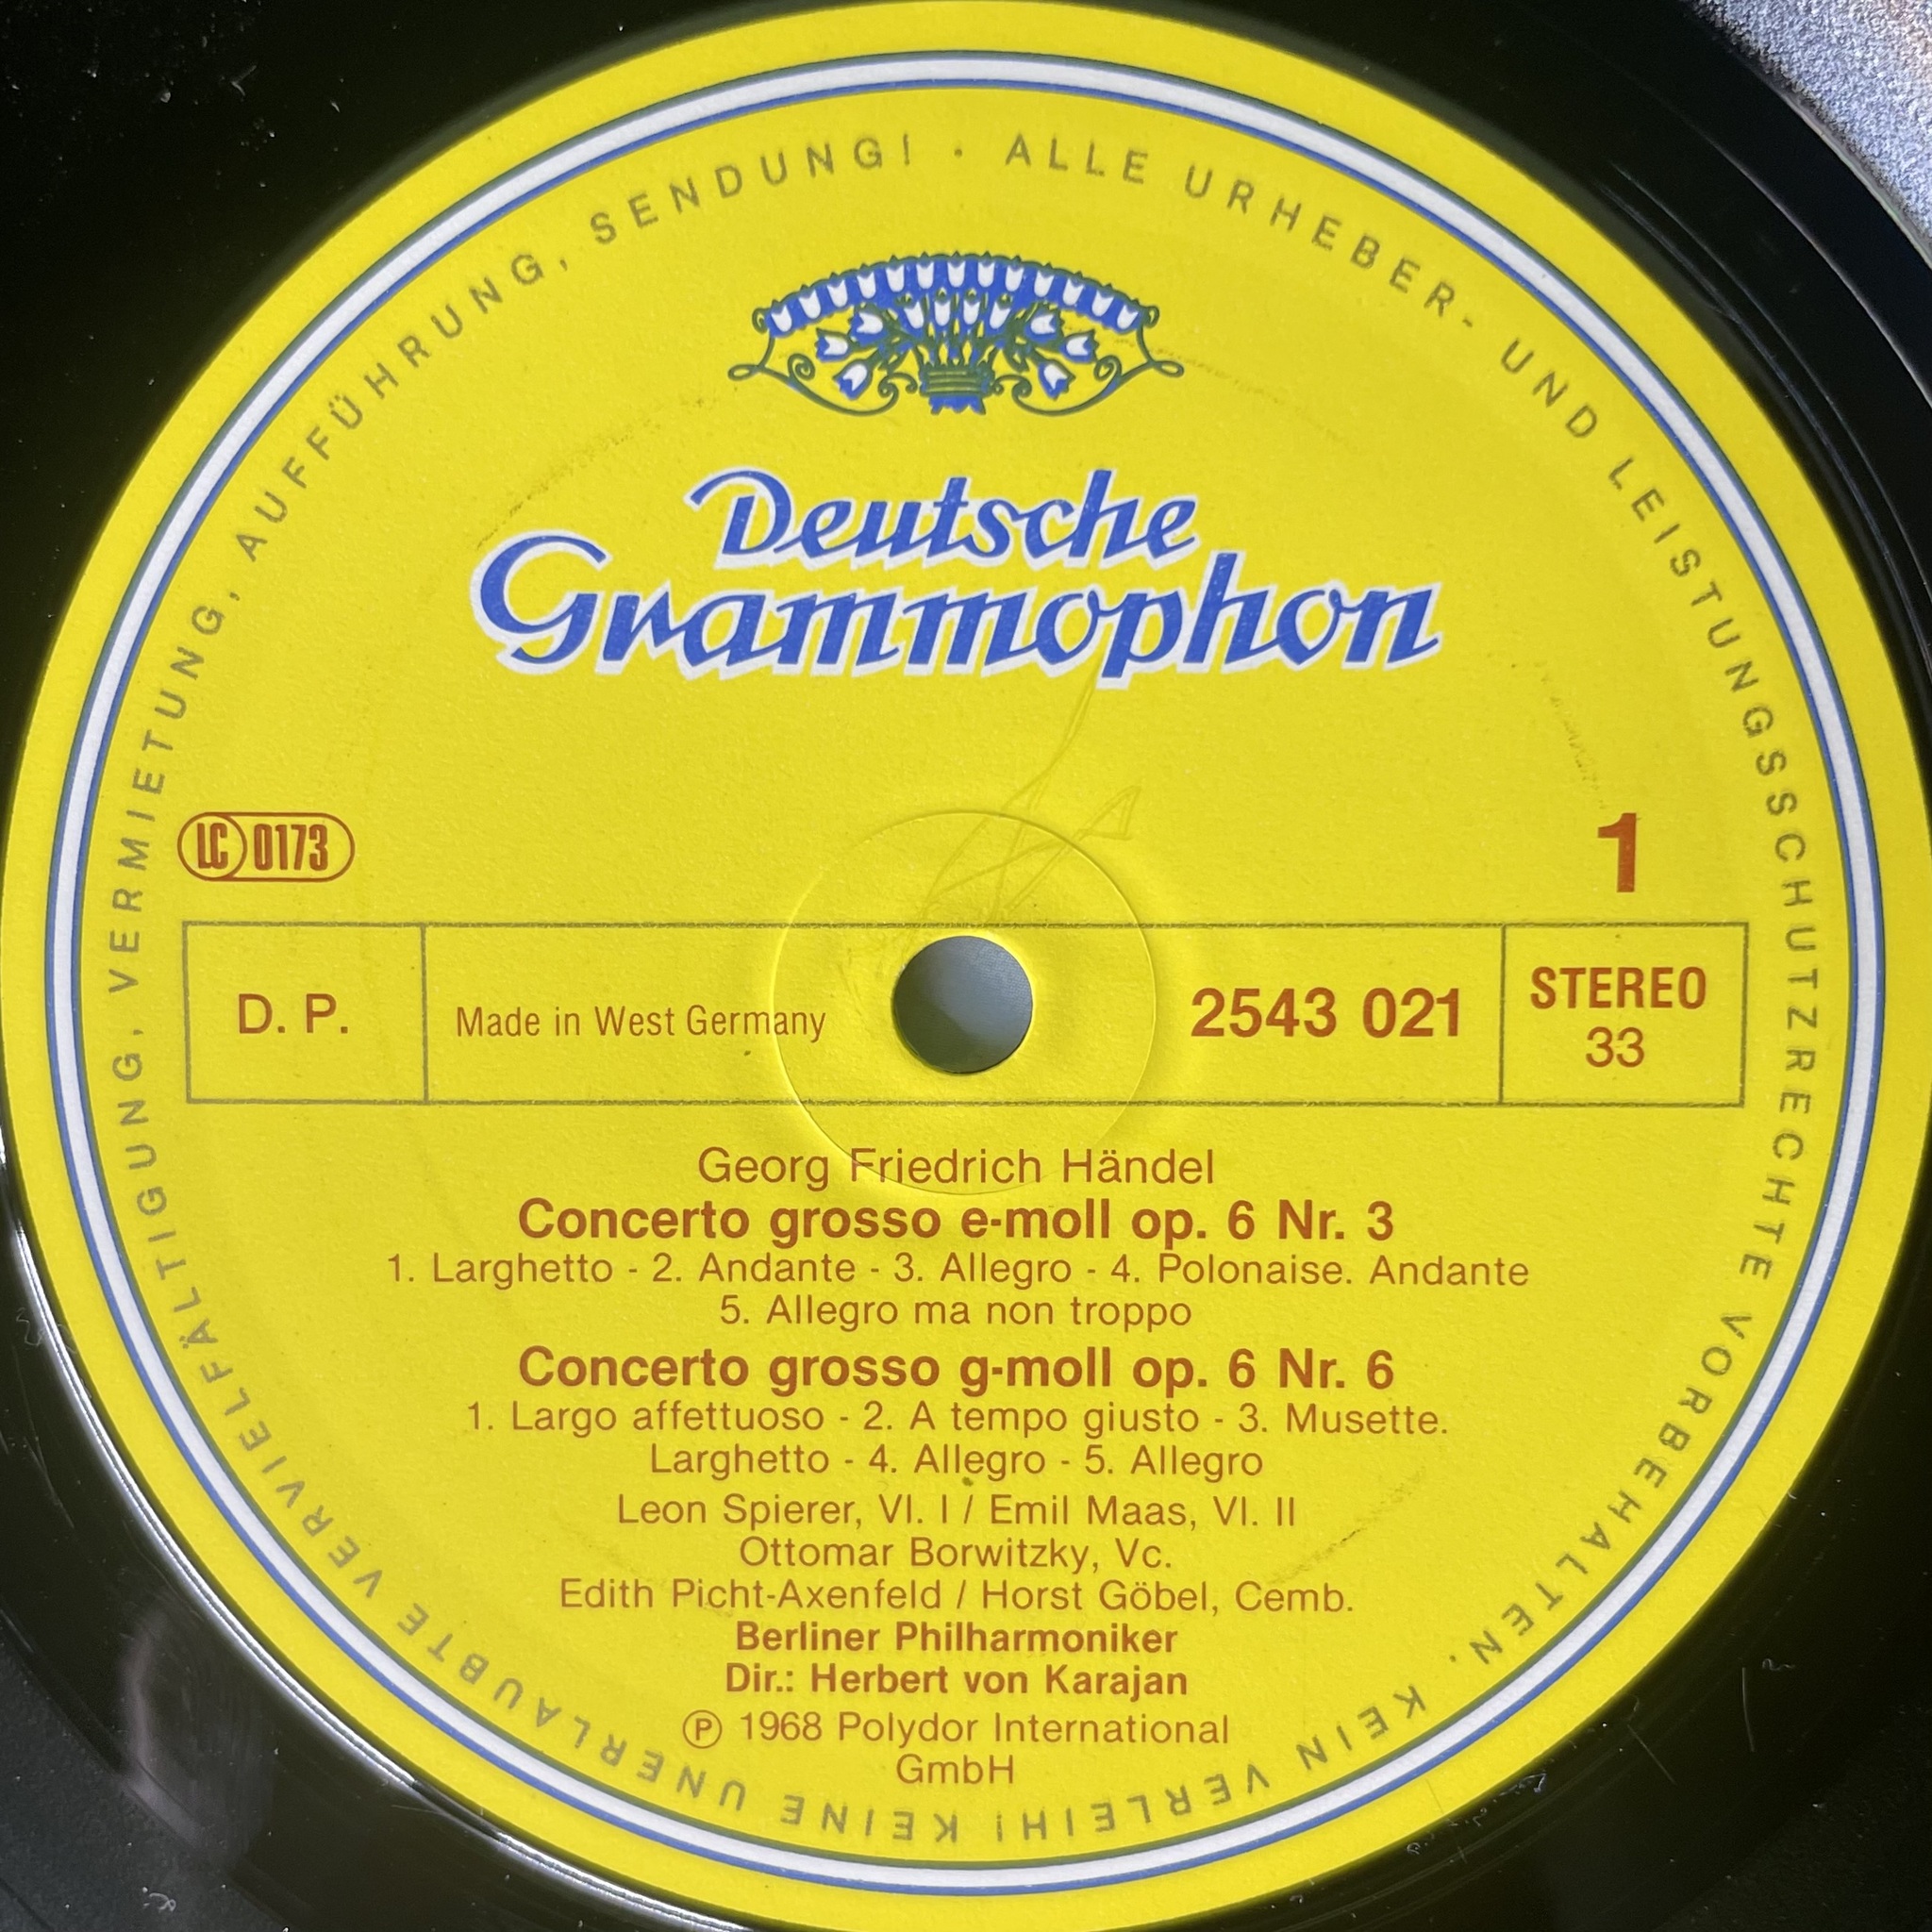 ALLE URHEBER- UND LEISTUNGSSCHUTZRECHTE VORBEHALTEN. KEIN VERLEIH! KEINE UNERLAUBTE VERVIELFÄLTIGUNG, VERMIETUNG, AUFFÜHRUNG, SENDUNG! ·
Deutsche
Grammophon
LC 0173
1
D. P.
Made in West Germany
2543 021
STEREO
33
Georg Friedrich Händel
Concerto grosso e-moll op. 6 Nr. 3
1. Larghetto - 2. Andante - 3. Allegro - 4. Polonaise. Andante
5. Allegro ma non troppo
Concerto grosso g-moll op. 6 Nr. 6
1. Largo affettuoso - 2. A tempo giusto - 3. Musette.
Larghetto - 4. Allegro - 5. Allegro
Leon Spierer, Vl. I / Emil Maas, Vl. II
Ottomar Borwitzky, Vc.
Edith Picht-Axenfeld / Horst Göbel, Cemb.
Berliner Philharmoniker
Dir.: Herbert von Karajan
Ⓟ 1968 Polydor International
GmbH